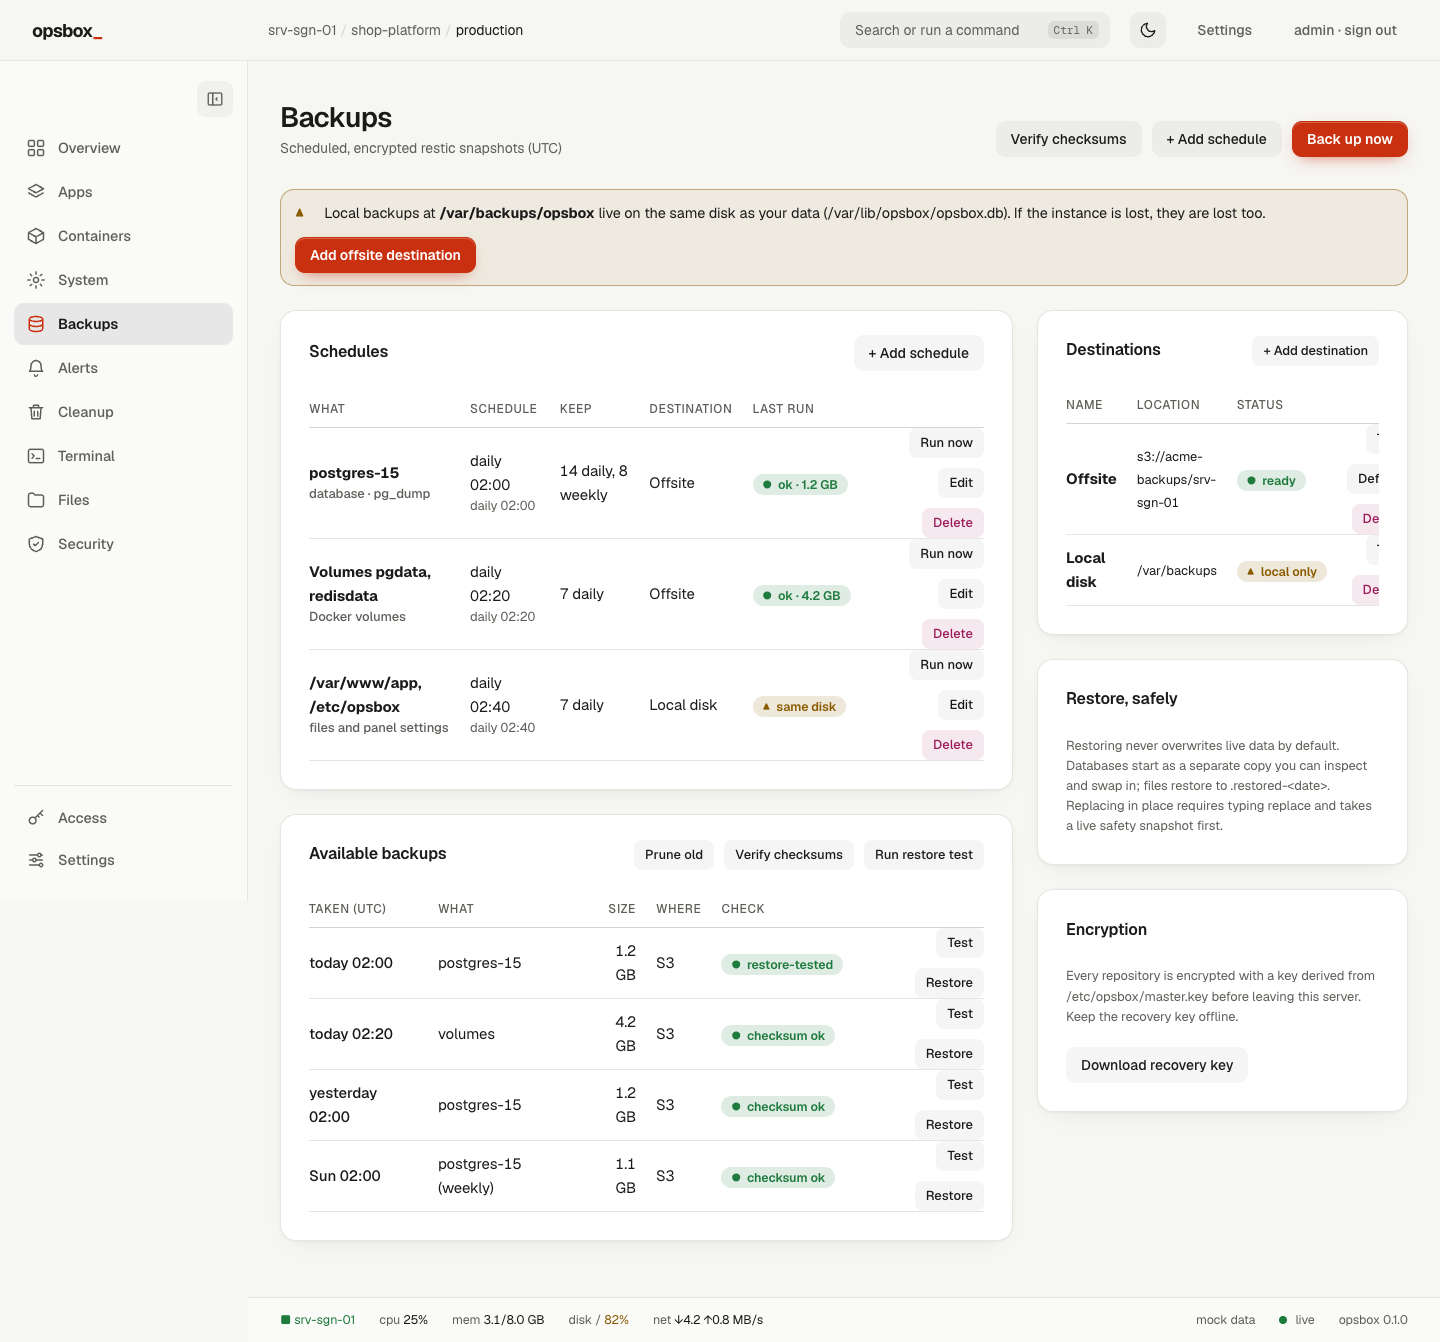 opsbox_
srv-sgn-01 / shop-platform / production
Search or run a command Ctrl K
Settings
admin · sign out
Overview
Apps
Containers
System
Backups
Alerts
Cleanup
Terminal
Files
Security
Access
Settings
Backups
Scheduled, encrypted restic snapshots (UTC)
Verify checksums
+ Add schedule
Back up now
Local backups at /var/backups/opsbox live on the same disk as your data (/var/lib/opsbox/opsbox.db). If the instance is lost, they are lost too.
Add offsite destination
Schedules
+ Add schedule
WHAT SCHEDULE KEEP DESTINATION LAST RUN
postgres-15
database · pg_dump
daily
02:00
daily 02:00
14 daily, 8
weekly
Offsite
ok · 1.2 GB
Run now
Edit
Delete
Volumes pgdata,
redisdata
Docker volumes
daily
02:20
daily 02:20
7 daily
Offsite
ok · 4.2 GB
Run now
Edit
Delete
/var/www/app,
/etc/opsbox
files and panel settings
daily
02:40
daily 02:40
7 daily
Local disk
same disk
Run now
Edit
Delete
Available backups
Prune old
Verify checksums
Run restore test
TAKEN (UTC) WHAT SIZE WHERE CHECK
today 02:00
postgres-15
1.2
GB
S3
restore-tested
Test
Restore
today 02:20
volumes
4.2
GB
S3
checksum ok
Test
Restore
yesterday
02:00
postgres-15
1.2
GB
S3
checksum ok
Test
Restore
Sun 02:00
postgres-15
(weekly)
1.1
GB
S3
checksum ok
Test
Restore
Destinations
+ Add destination
NAME LOCATION STATUS
Offsite
s3://acme-
backups/srv-
sgn-01
ready
Def
De
Local
disk
/var/backups
local only
De
Restore, safely
Restoring never overwrites live data by default.
Databases start as a separate copy you can inspect
and swap in; files restore to .restored-<date>.
Replacing in place requires typing replace and takes
a live safety snapshot first.
Encryption
Every repository is encrypted with a key derived from
/etc/opsbox/master.key before leaving this server.
Keep the recovery key offline.
Download recovery key
srv-sgn-01 cpu 25% mem 3.1/8.0 GB disk / 82% net ↓4.2 ↑0.8 MB/s
mock data live opsbox 0.1.0